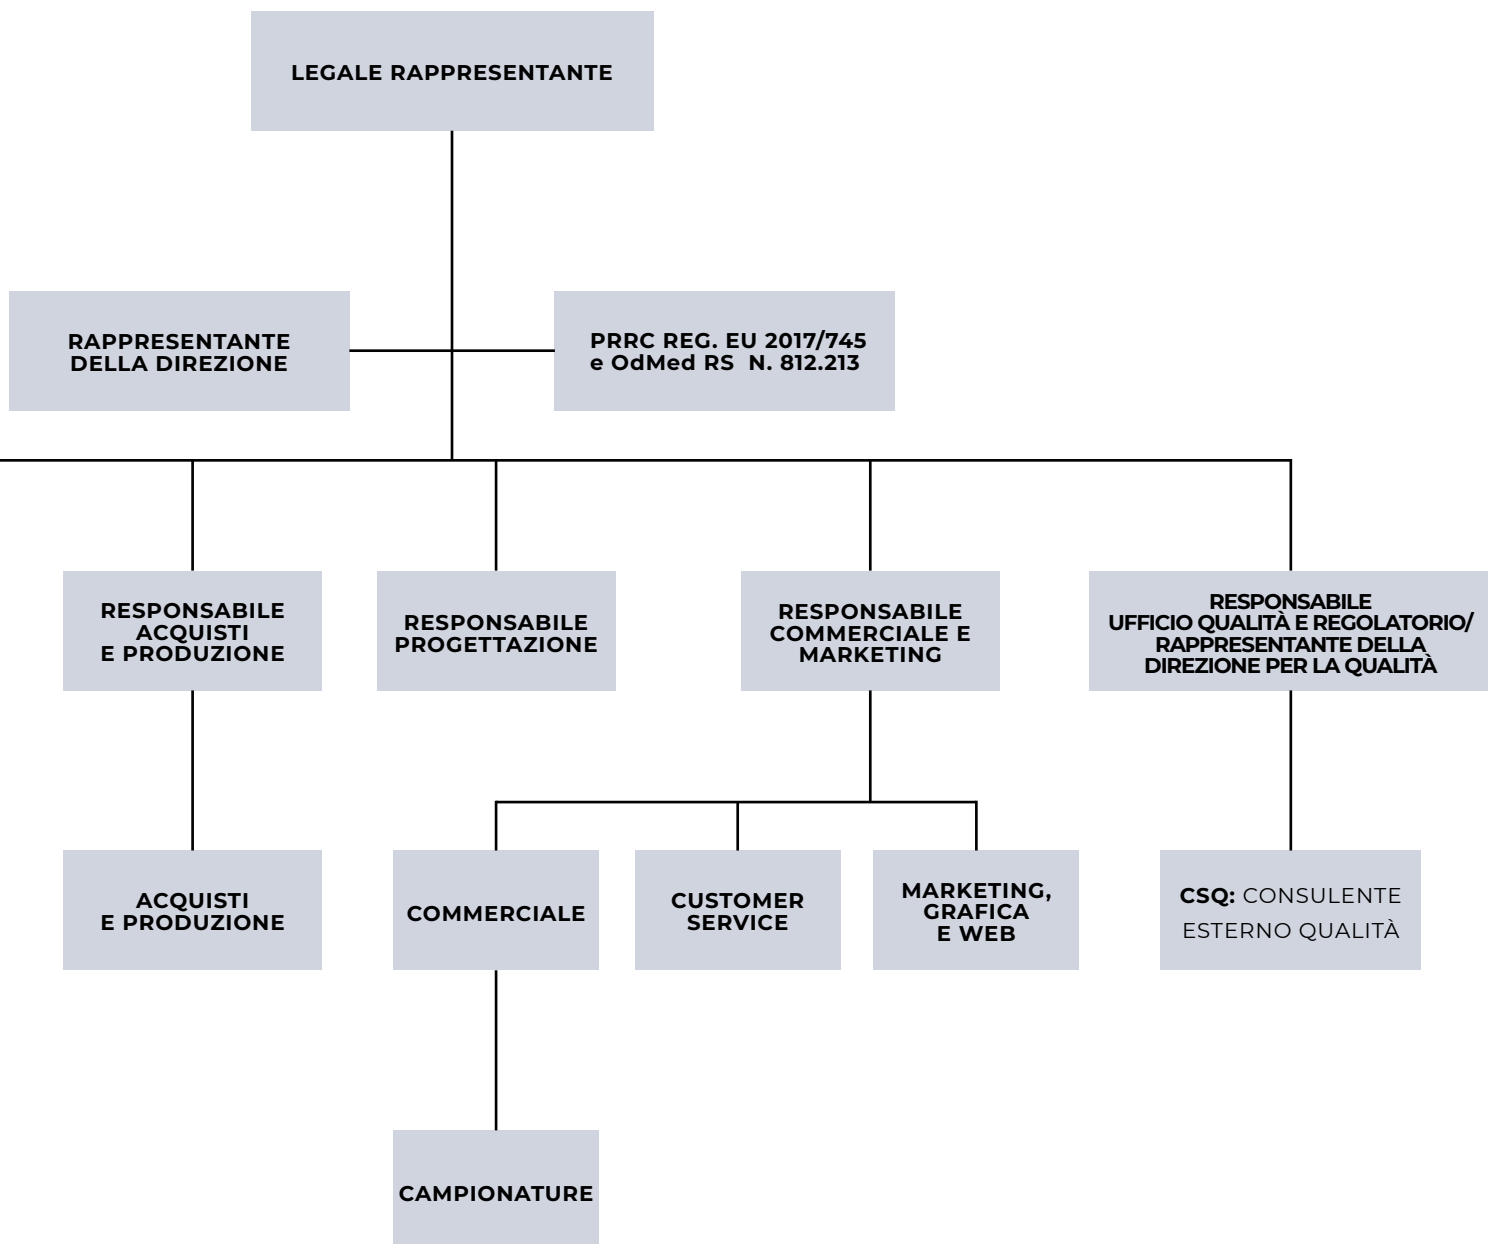 LEGALE RAPPRESENTANTE
RAPPRESENTANTE
DELLA DIREZIONE
PRRC REG. EU 2017/745
e OdMed RS N. 812.213
RESPONSABILE
ACQUISTI
E PRODUZIONE
RESPONSABILE
PROGETTAZIONE
RESPONSABILE
COMMERCIALE E
MARKETING
RESPONSABILE
UFFICIO QUALITÀ E REGOLATORIO/
RAPPRESENTANTE DELLA
DIREZIONE PER LA QUALITÀ
ACQUISTI
E PRODUZIONE
COMMERCIALE
CUSTOMER
SERVICE
MARKETING,
GRAFICA
E WEB
CSQ: CONSULENTE
ESTERNO QUALITÀ
CAMPIONATURE